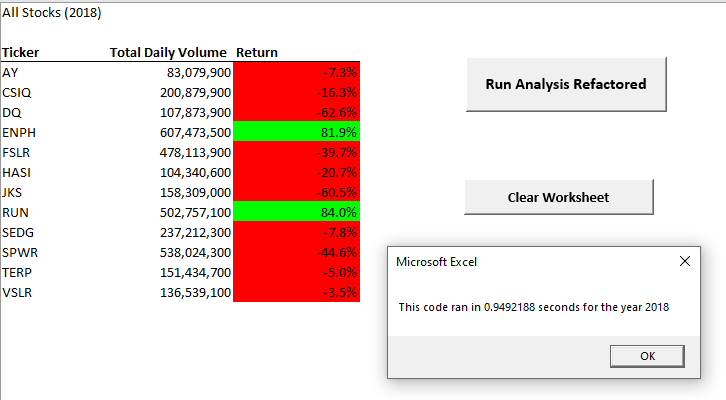 All Stocks (2018)
Ticker Total Daily Volume Return
AY 83,079,900 -7.3%
CSIQ 200,879,900 -16.3%
DQ 107,873,900 -62.6%
ENPH 607,473,500 81.9%
FSLR 478,113,900 -39.7%
HASI 104,340,600 -20.7%
JKS 158,309,000 -60.5%
RUN 502,757,100 84.0%
SEDG 237,212,300 -7.8%
SPWR 538,024,300 -44.6%
TERP 151,434,700 -5.0%
VSLR 136,539,100 -3.5%
Run Analysis Refactored
Clear Worksheet
Microsoft Excel
This code ran in 0.9492188 seconds for the year 2018
OK